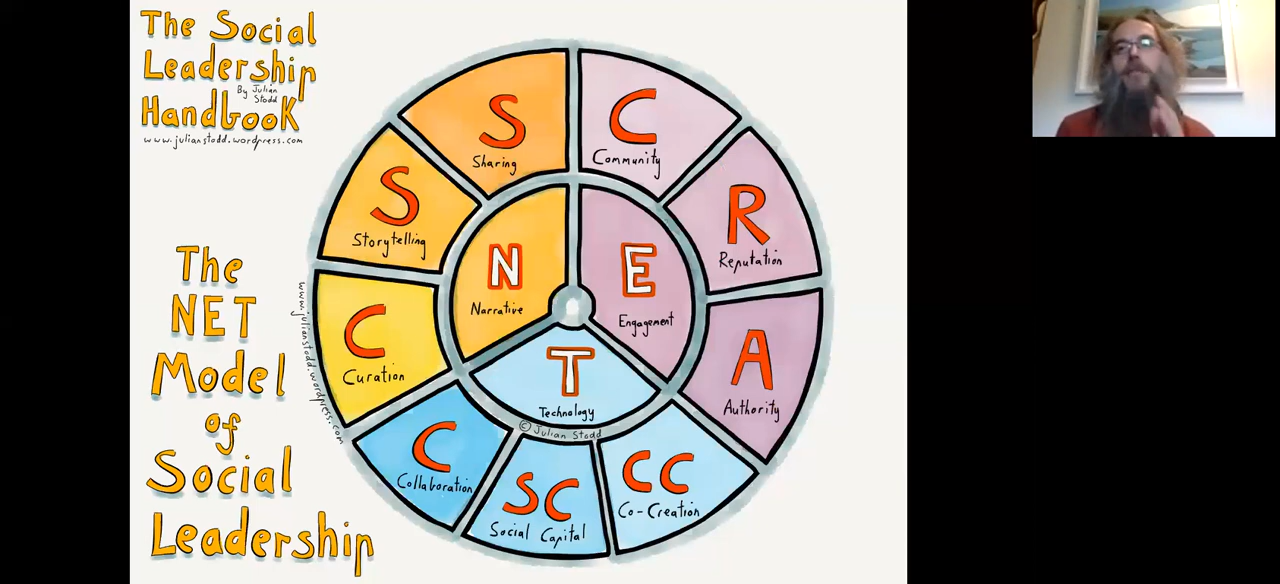 The Social
Leadership
By Julian
Stodd
Handbook
www.julianstodd.wordpress.com
The
NET
Model
of
Social
Leadership
S
Sharing
C
Community
S
Storytelling
R
Reputation
N
Narrative
E
Engagement
C
Curation
A
Authority
T
Technology
© Julian Stodd
C
Collaboration
SC
Social Capital
CC
Co-Creation
www.julianstodd.wordpress.com